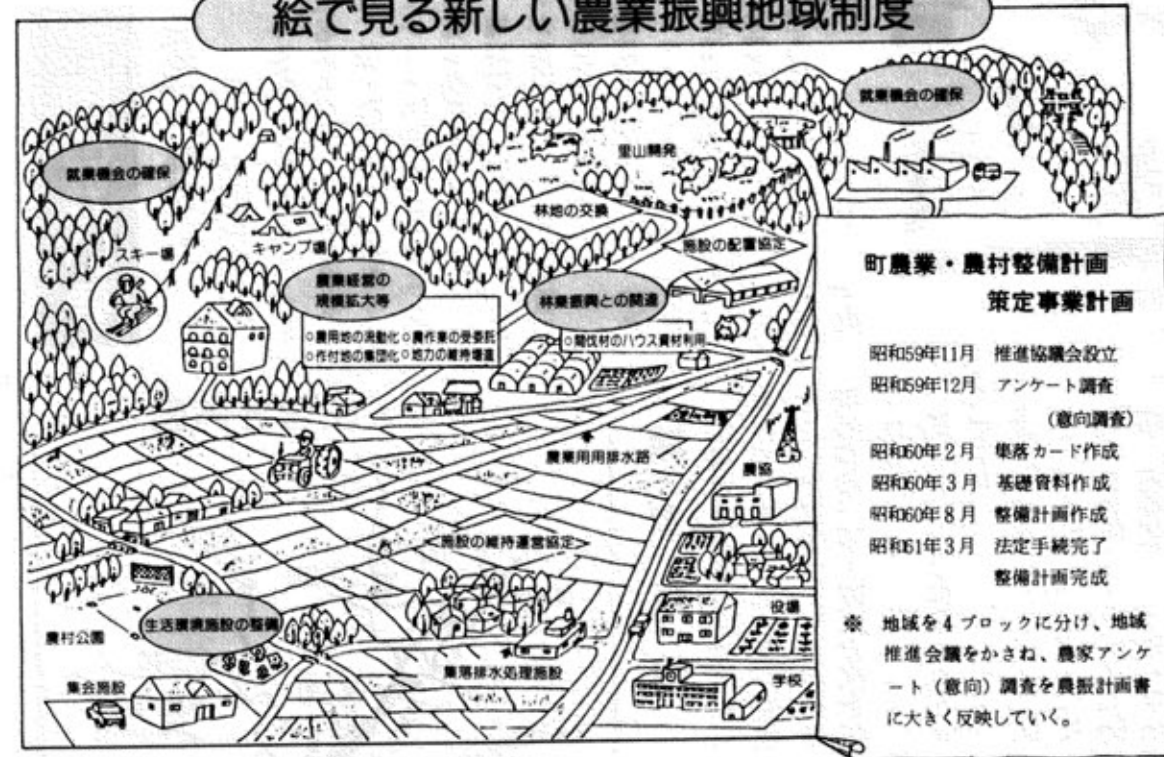 絵で見る新しい農業振興地域制度
就業機会の確保
就業機会の確保
里山開発
林地の交換
施設の配置協定
スキー場
キャンプ場
農業経営の
規模拡大等
○農用地の流動化○農作業の受委託
○作付地の集団化○地力の維持増進
林業振興との関連
○間伐材のハウス資材利用
農業用用排水路
農協
施設の維持運営協定
役場
生活環境施設の整備
農村公園
集落排水処理施設
学校
集会施設
町農業・農村整備計画
策定事業計画
昭和59年11月 推進協議会設立
昭和59年12月 アンケート調査
(意向調査)
昭和60年2月 集落カード作成
昭和60年3月 基礎資料作成
昭和60年8月 整備計画作成
昭和61年3月 法定手続完了
整備計画完成
※ 地域を4ブロックに分け、地域
推進会議をかさね、農家アンケ
ート(意向)調査を農振計画書
に大きく反映していく。